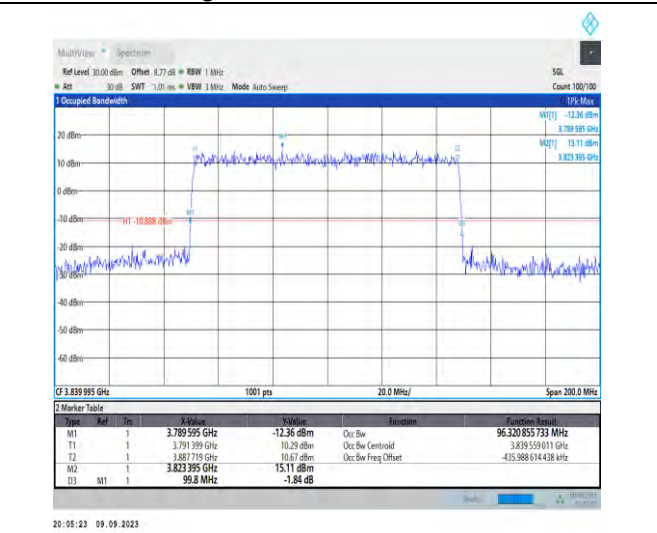 MultiView Spectrum
Ref Level 30.00 dBm Offset 8.77 dB RBW 1 MHz SGL
Att 30 dB SWT 1.01 ms VBW 3 MHz Mode Auto Sweep Count 100/100
1 Occupied Bandwidth 1Pk Max
M1[1] -12.36 dBm
3.789 595 GHz
M2[1] 15.11 dBm
3.823 395 GHz
20 dBm
10 dBm
0 dBm
-10 dBm
H1 -10.888 dBm
M1
-20 dBm
-30 dBm
-40 dBm
-50 dBm
-60 dBm
CF 3.839 995 GHz 1001 pts 20.0 MHz/ Span 200.0 MHz
2 Marker Table
Type Ref Trc X-Value Y-Value Function Function Result
M1 1 3.789 595 GHz -12.36 dBm Occ Bw 96.320 855 733 MHz
T1 1 3.791 399 GHz 10.29 dBm Occ Bw Centroid 3.839 559 011 GHz
T2 1 3.887 719 GHz 10.67 dBm Occ Bw Freq Offset -435.988 614 438 kHz
M2 1 3.823 395 GHz 15.11 dBm
D3 M1 1 99.8 MHz -1.84 dB
20:05:23 09.09.2023